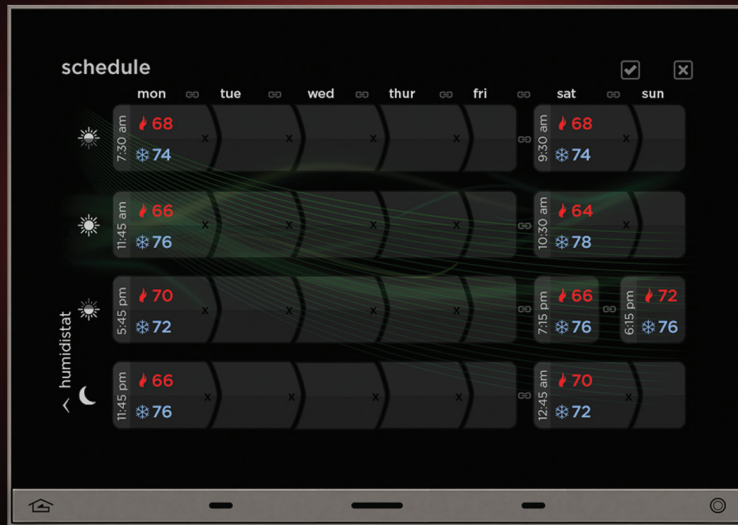 schedule
mon tue wed thur fri sat sun
7:30 am 68 74 x x x x 9:30 am 68 74 x
11:45 am 66 76 x x x x 10:30 am 64 78 x
5:45 pm 70 72 x x x x 7:15 pm 66 76 6:15 pm 72 76
11:45 pm 66 76 x x x x 12:45 am 70 72 x
humidistat